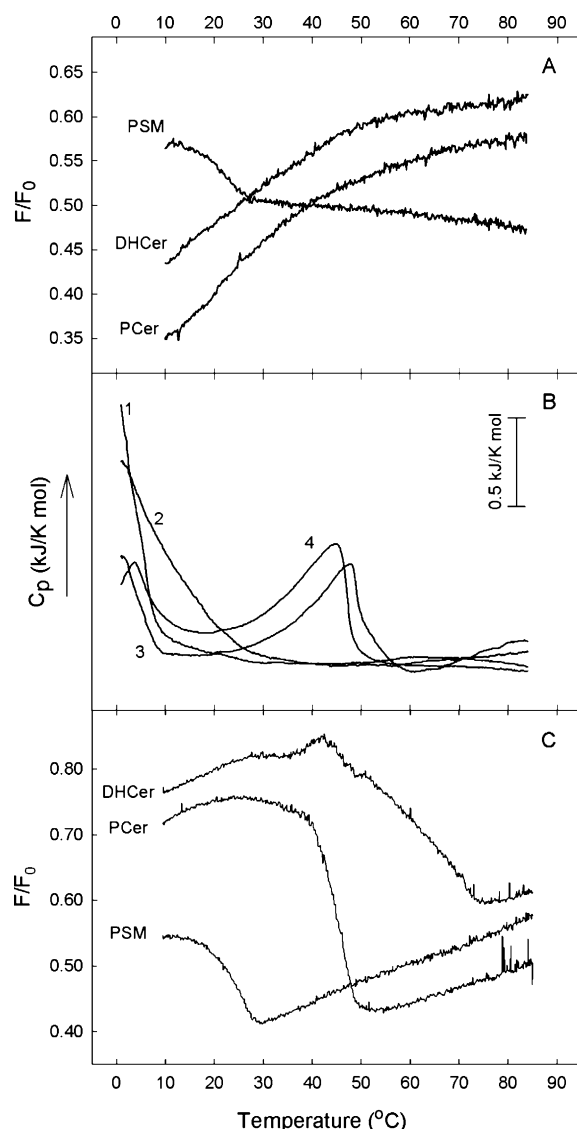 0 10 20 30 40 50 60 70 80 90
A
0.65
0.60
PSM
0.55
F/F0
0.50
DHCer
0.45
0.40
PCer
0.35
B
1
0.5 kJ/K mol
2
Cp (kJ/K mol)
4
3
C
0.80
DHCer
PCer
0.70
F/F0
0.60
PSM
0.50
0.40
0 10 20 30 40 50 60 70 80 90
Temperature (°C)